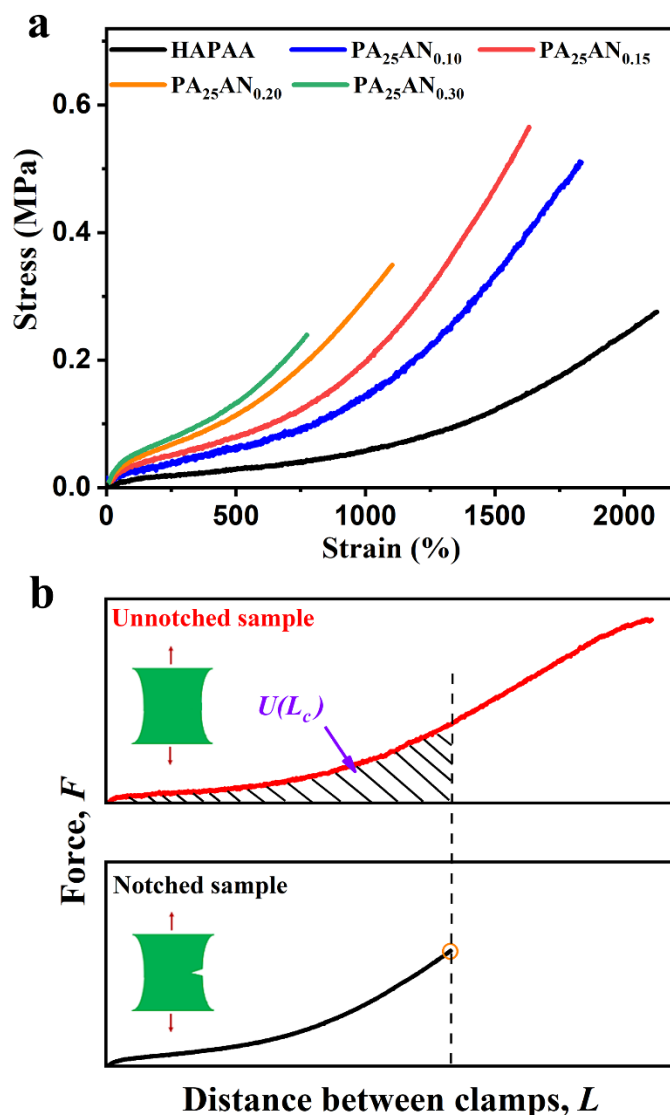 a
HAPAA PA₂₅AN₀.₁₀ PA₂₅AN₀.₁₅
PA₂₅AN₀.₂₀ PA₂₅AN₀.₃₀
Stress (MPa)
0.6
0.4
0.2
0.0
0 500 1000 1500 2000
Strain (%)
b
Unnotched sample
U(L_c)
Force, F
Notched sample
Distance between clamps, L